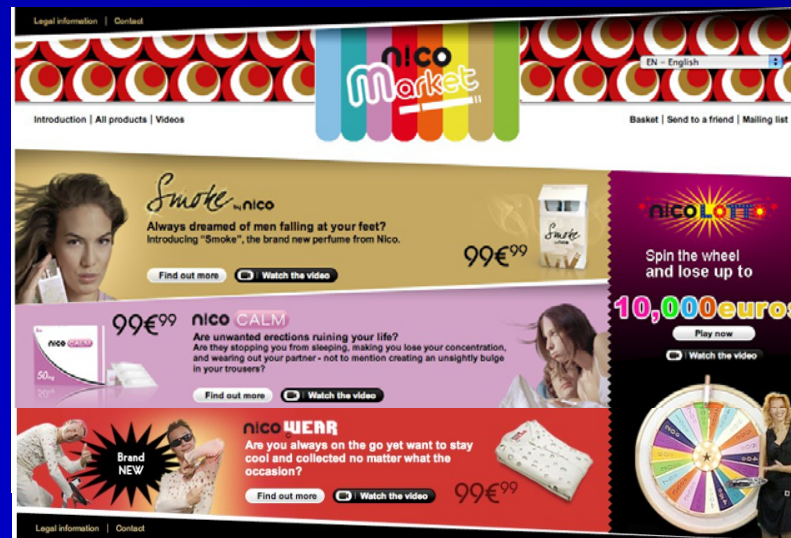 Legal information | Contact
EN - English
nico
Market
Introduction | All products | Videos
Basket | Send to a friend | Mailing list
Smoke by nico
Always dreamed of men falling at your feet?
Introducing "Smoke", the brand new perfume from Nico.
Find out more
Watch the video
99€99
Smoke
nico CALM
99€99
Are unwanted erections ruining your life?
Are they stopping you from sleeping, making you lose your concentration,
and wearing out your partner - not to mention creating an unsightly bulge
in your trousers?
Find out more
Watch the video
nico CALM
50mg
nico WEAR
Brand
NEW
Are you always on the go yet want to stay
cool and collected no matter what the
occasion?
Find out more
Watch the video
99€99
NICOLOTTO
Spin the wheel
and lose up to
10,000euros
Play now
Watch the video
Legal information | Contact